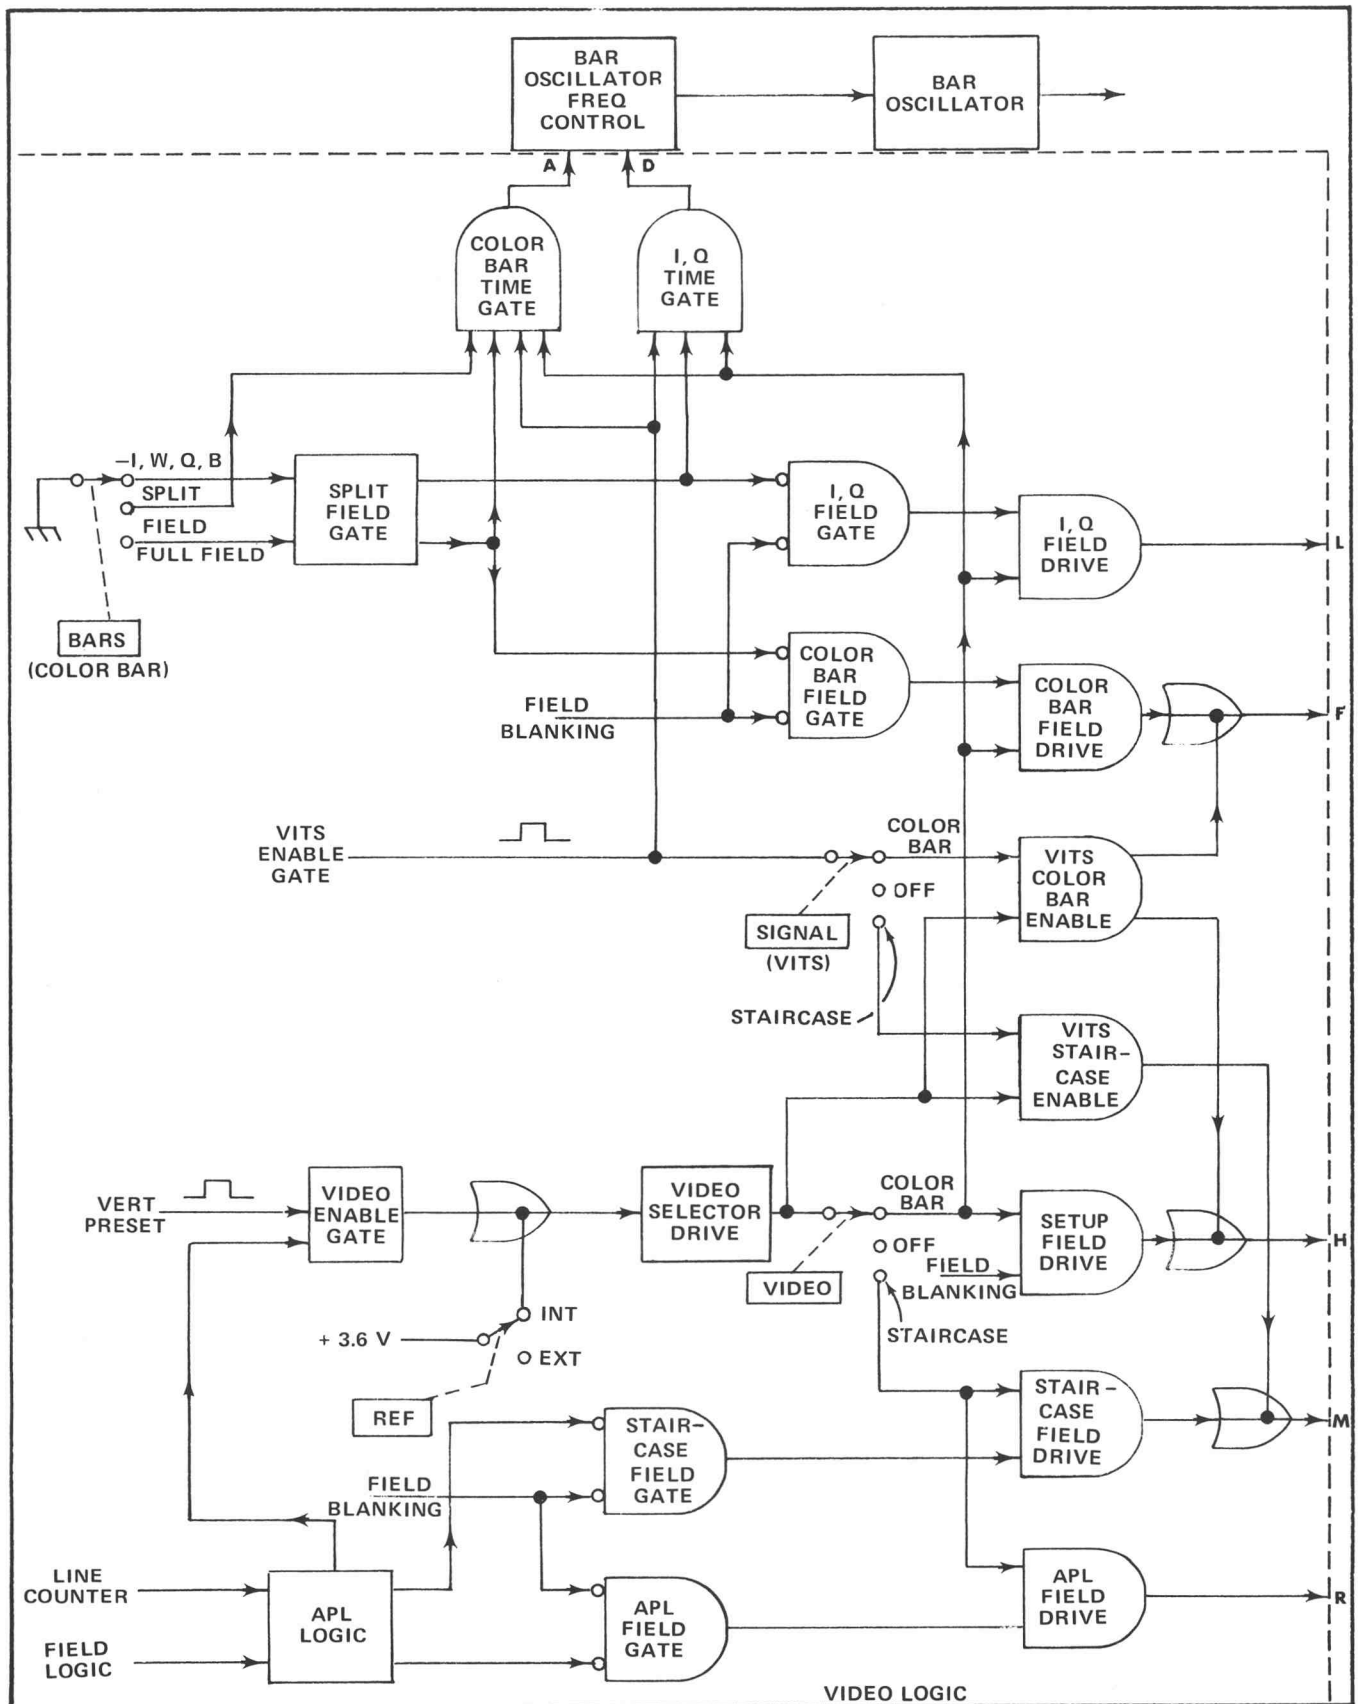 BAR
OSCILLATOR
FREQ
CONTROL
BAR
OSCILLATOR
A
D
COLOR
BAR
TIME
GATE
I, Q
TIME
GATE
–I, W, Q, B
SPLIT
FIELD
FULL FIELD
SPLIT
FIELD
GATE
I, Q
FIELD
GATE
I, Q
FIELD
DRIVE
L
BARS
(COLOR BAR)
COLOR
BAR
FIELD
GATE
COLOR
BAR
FIELD
DRIVE
F
FIELD
BLANKING
VITS
ENABLE
GATE
COLOR
BAR
OFF
SIGNAL
(VITS)
STAIRCASE
VITS
COLOR
BAR
ENABLE
VITS
STAIR–
CASE
ENABLE
VERT
PRESET
VIDEO
ENABLE
GATE
VIDEO
SELECTOR
DRIVE
COLOR
BAR
OFF
VIDEO
FIELD
BLANKING
STAIRCASE
SETUP
FIELD
DRIVE
H
+ 3.6 V
INT
EXT
REF
STAIR–
CASE
FIELD
GATE
STAIR–
CASE
FIELD
DRIVE
M
FIELD
BLANKING
LINE
COUNTER
FIELD
LOGIC
APL
LOGIC
APL
FIELD
GATE
APL
FIELD
DRIVE
R
VIDEO LOGIC